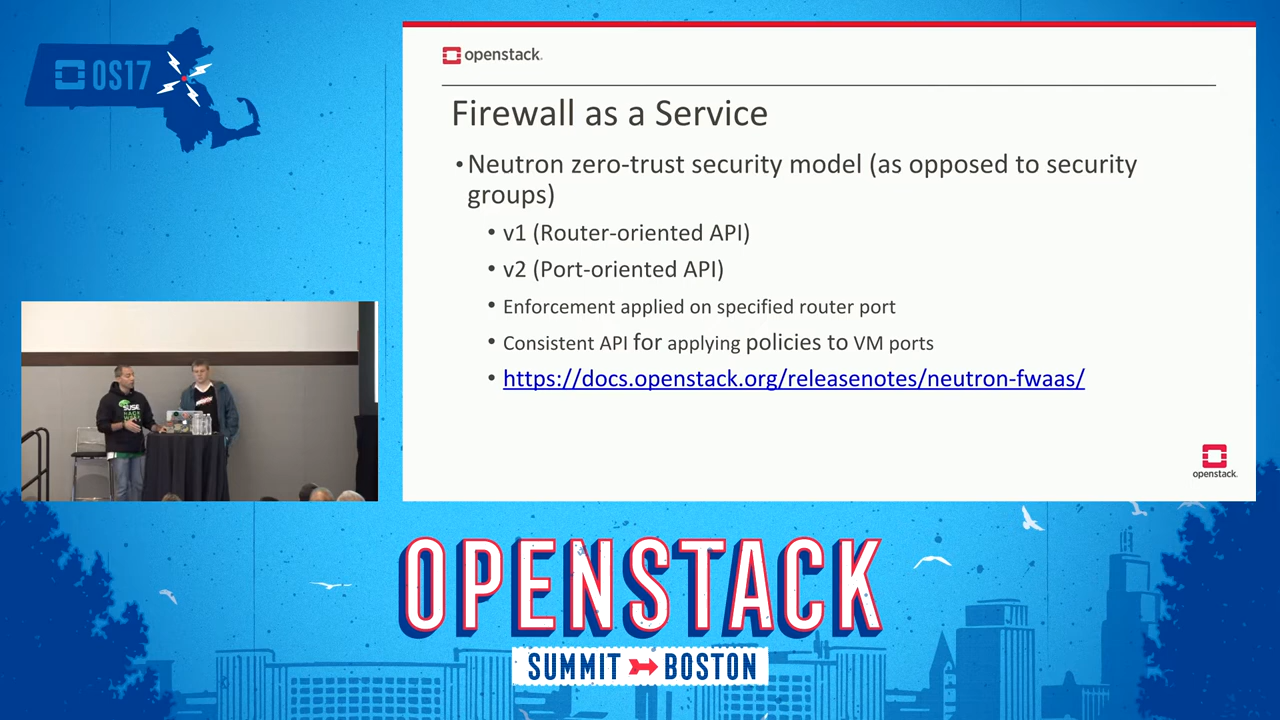 OS17
openstack.
Firewall as a Service
• Neutron zero-trust security model (as opposed to security
groups)
• v1 (Router-oriented API)
• v2 (Port-oriented API)
• Enforcement applied on specified router port
• Consistent API for applying policies to VM ports
• https://docs.openstack.org/releasenotes/neutron-fwaas/
openstack.
SUSE
OPENSTACK
SUMMIT BOSTON